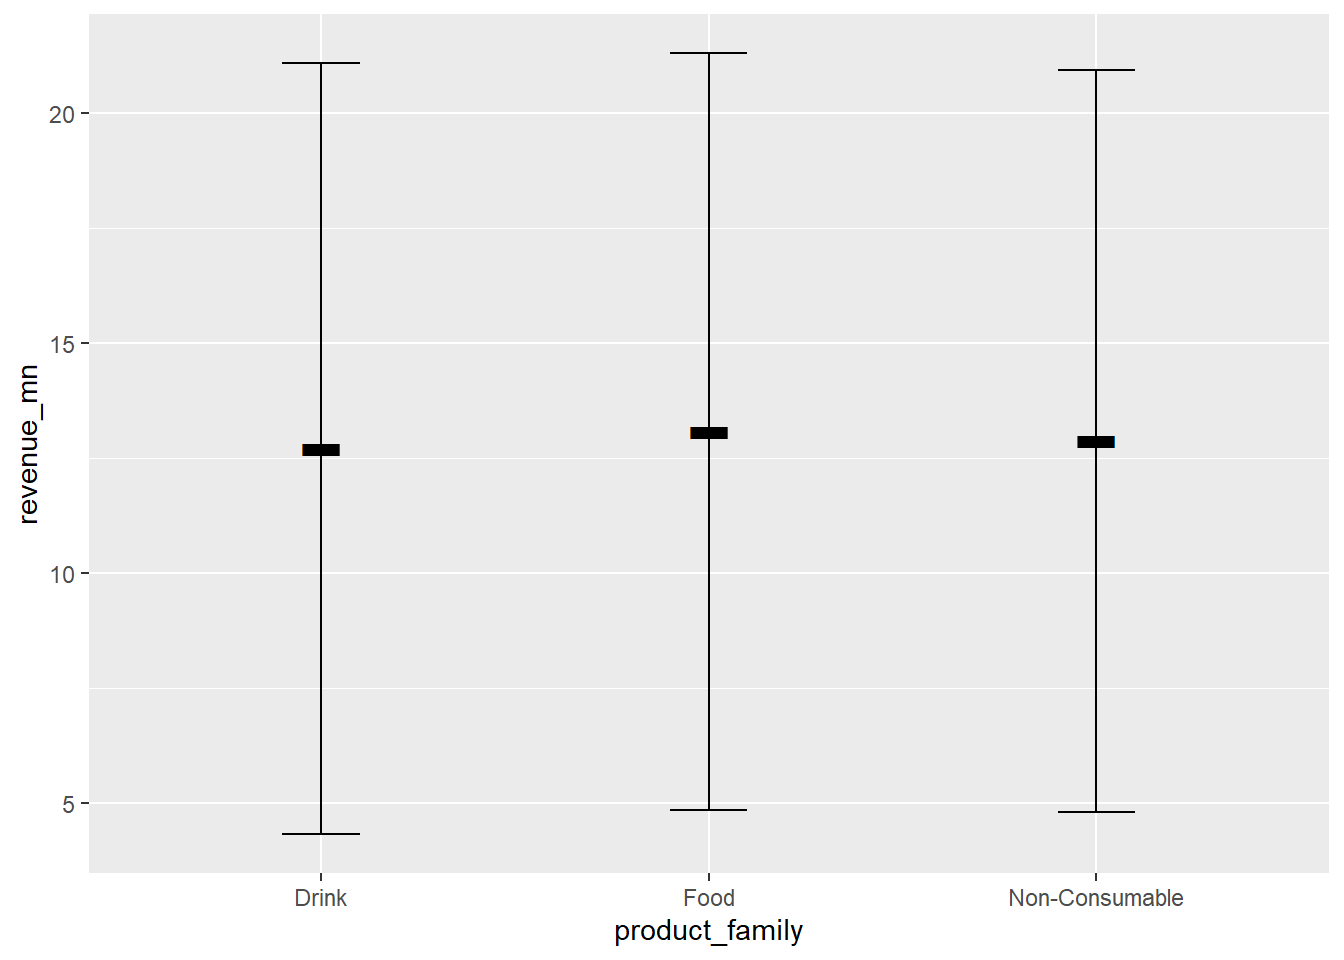 revenue_mn
20
15
10
5
Drink
Food
Non-Consumable
product_family